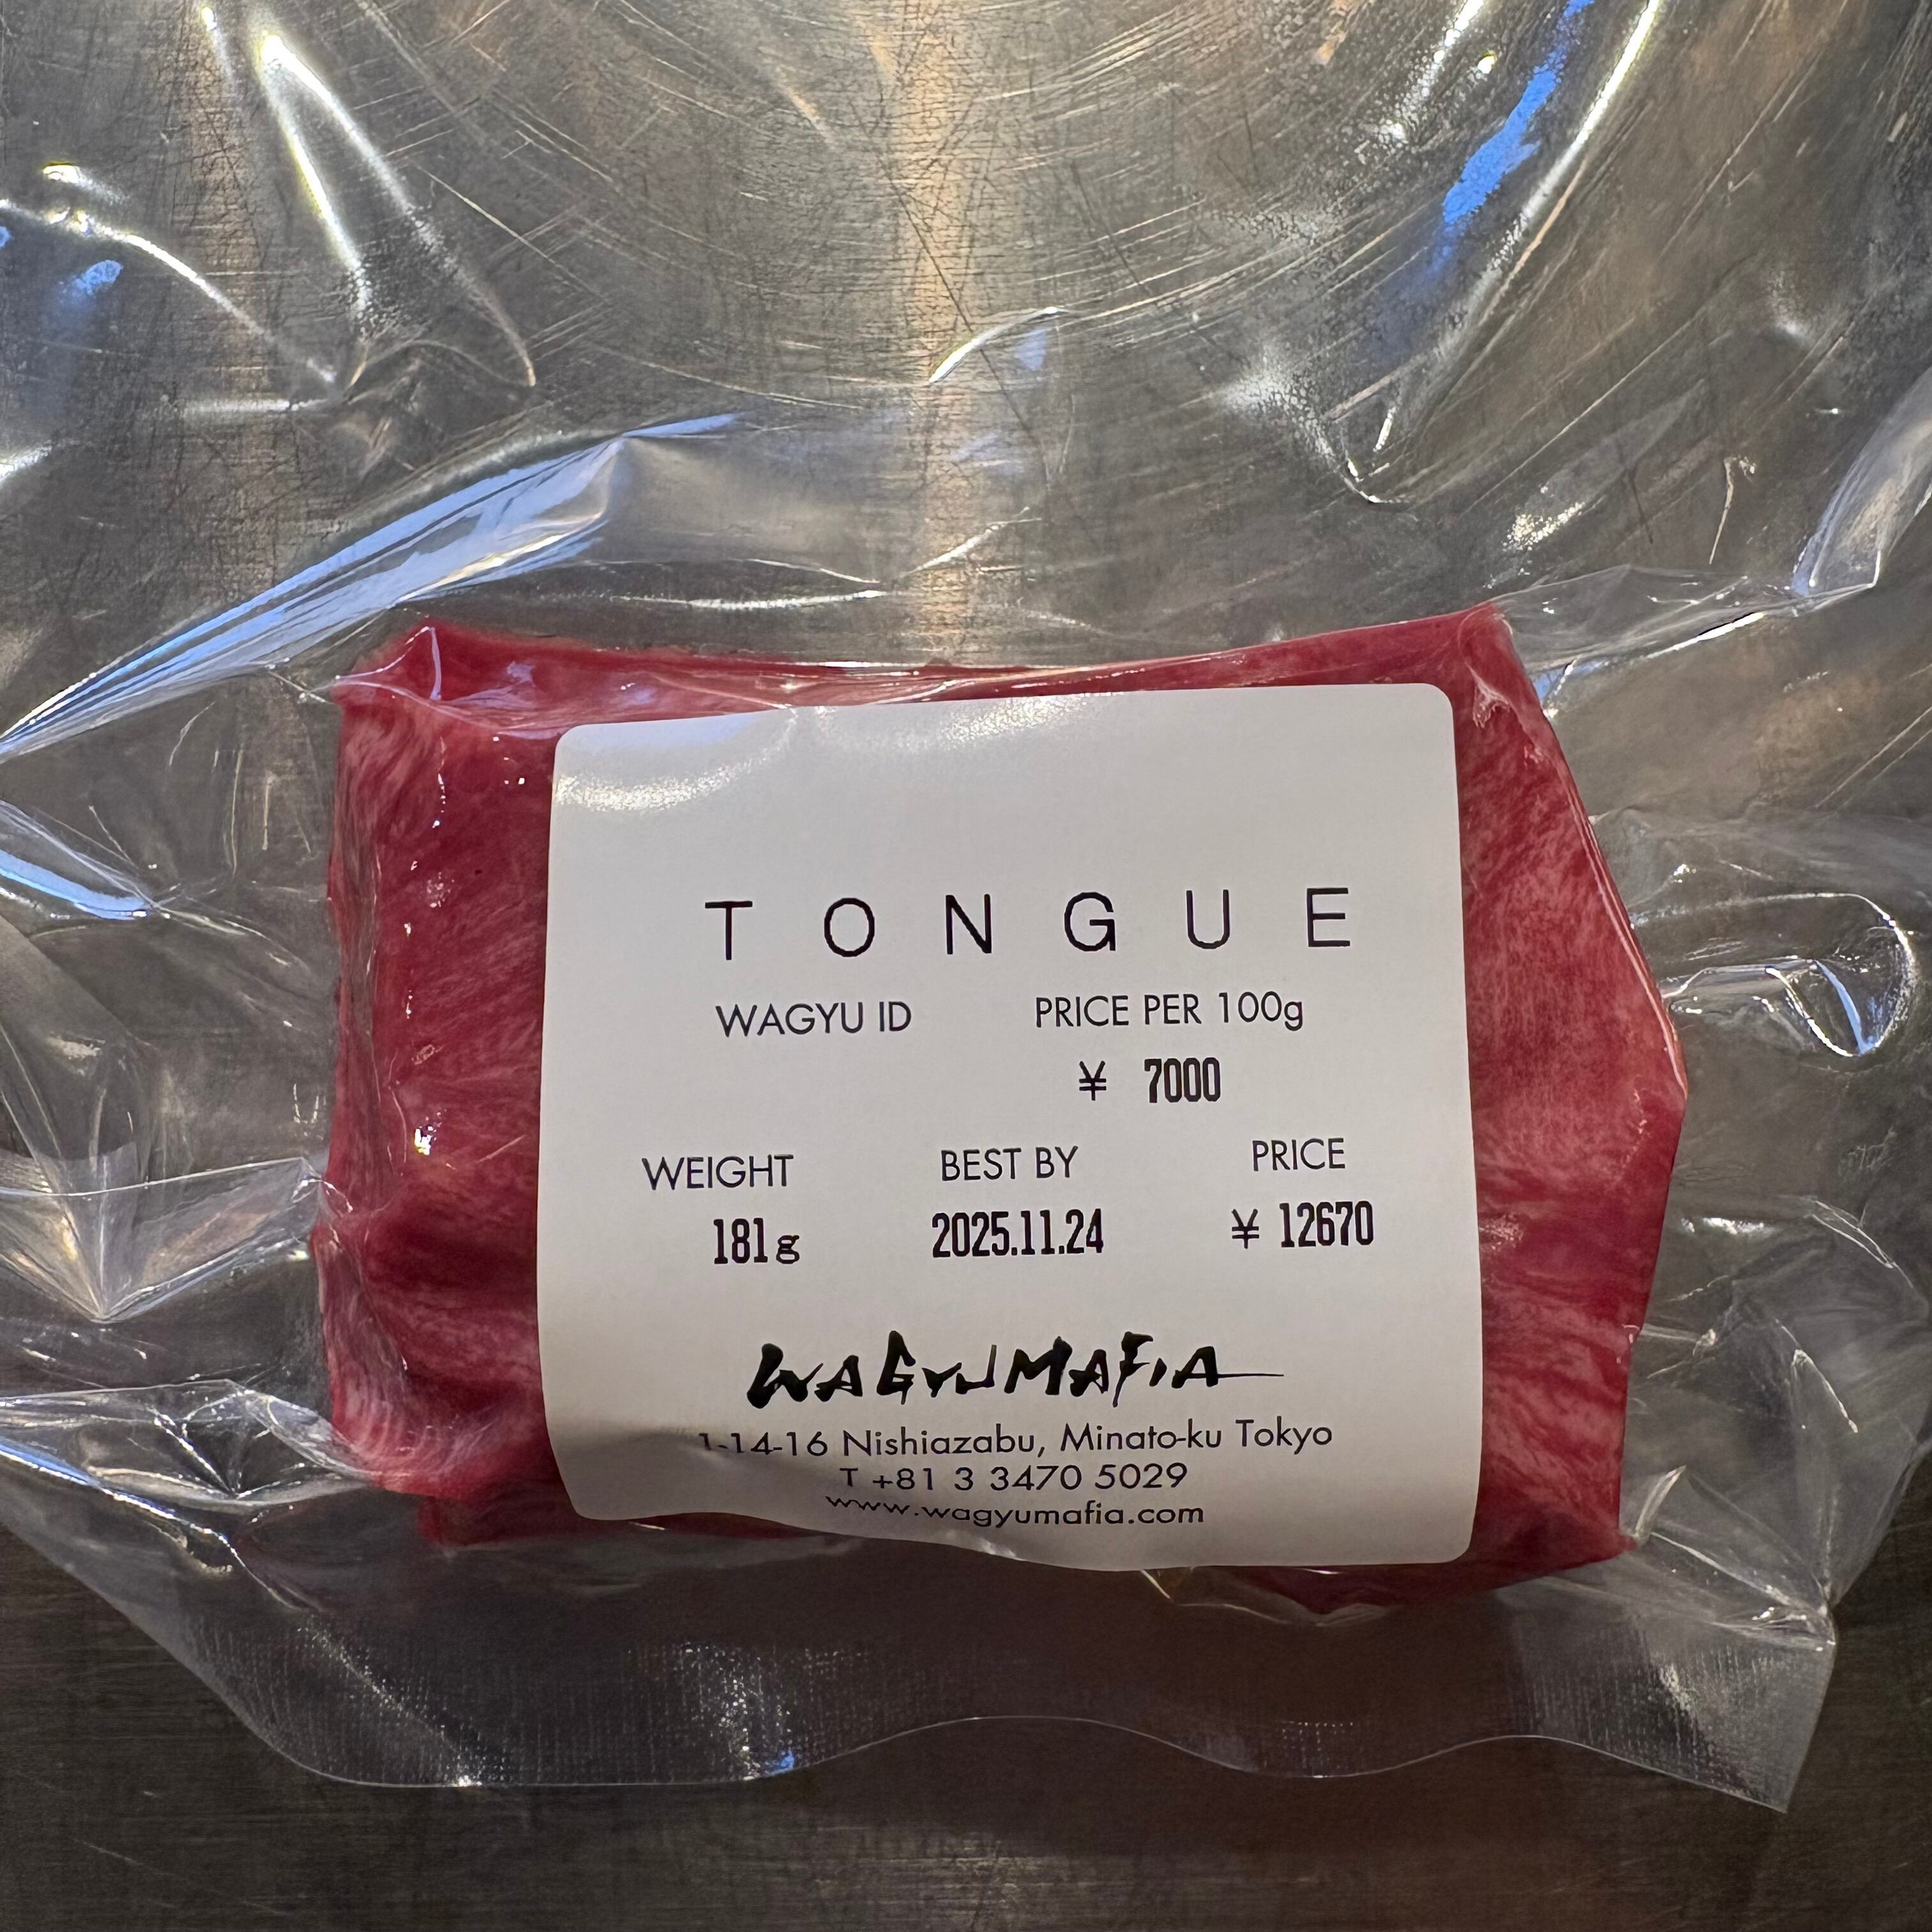 TONGUE
WAGYU ID PRICE PER 100g
¥ 7000
WEIGHT BEST BY PRICE
181g 2025.11.24 ¥ 12670
WAGYUMAFIA
1-14-16 Nishiazabu, Minato-ku Tokyo
T +81 3 3470 5029
www.wagyumafia.com